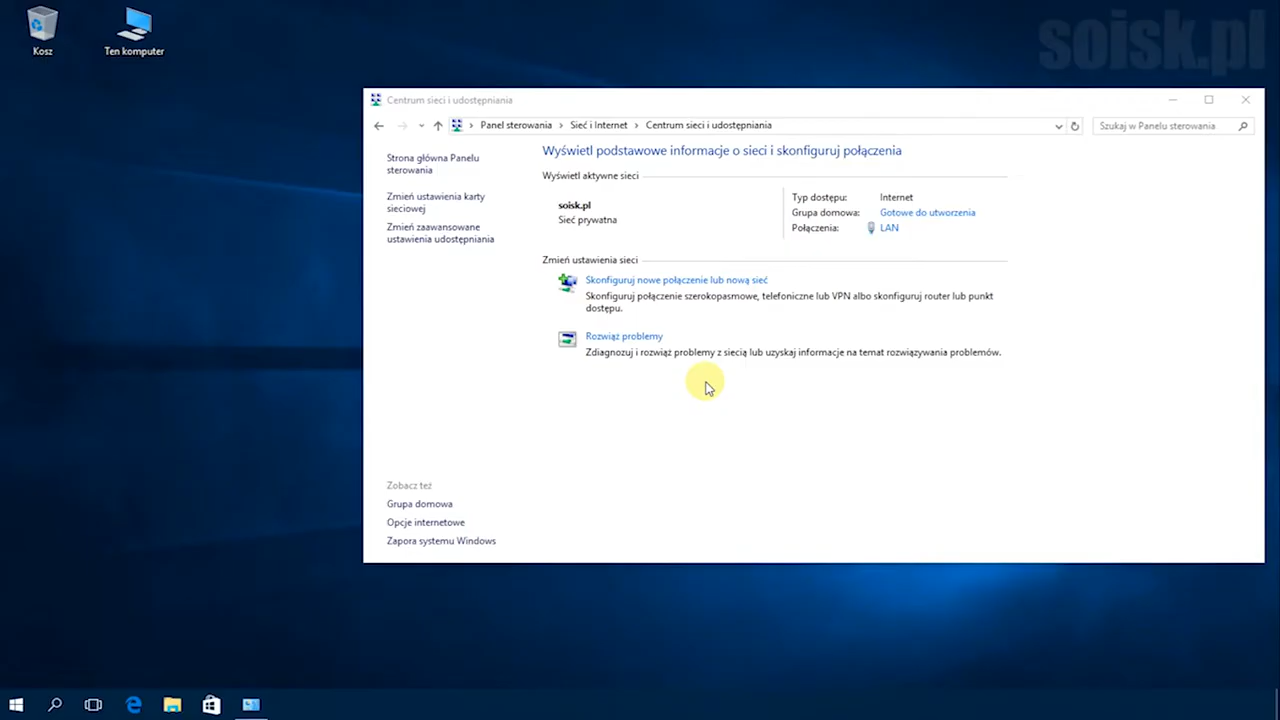 Kosz
Ten komputer
soisk.pl
Centrum sieci i udostępniania
Panel sterowania
Sieć i Internet
Centrum sieci i udostępniania
Szukaj w Panelu sterowania
Strona główna Panelu
sterowania
Zmień ustawienia karty
sieciowej
Zmień zaawansowane
ustawienia udostępniania
Zobacz też
Grupa domowa
Opcje internetowe
Zapora systemu Windows
Wyświetl podstawowe informacje o sieci i skonfiguruj połączenia
Wyświetl aktywne sieci
soisk.pl
Sieć prywatna
Typ dostępu: Internet
Grupa domowa: Gotowe do utworzenia
Połączenia: LAN
Zmień ustawienia sieci
Skonfiguruj nowe połączenie lub nową sieć
Skonfiguruj połączenie szerokopasmowe, telefoniczne lub VPN albo skonfiguruj router lub punkt
dostępu.
Rozwiąż problemy
Zdiagnozuj i rozwiąż problemy z siecią lub uzyskaj informacje na temat rozwiązywania problemów.